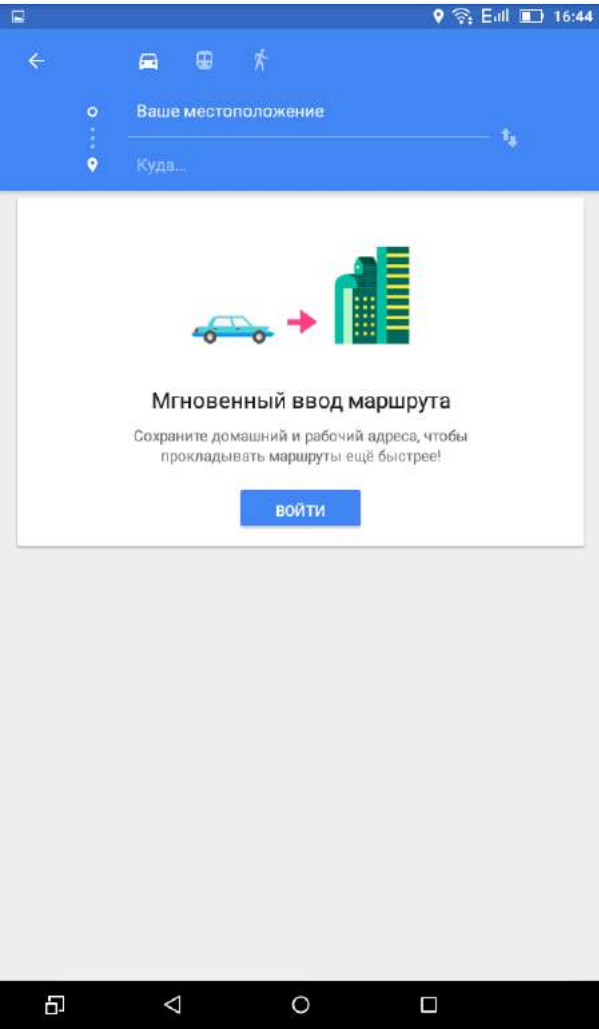 E 16:44
Ваше местоположение
Куда...
Мгновенный ввод маршрута
Сохраните домашний и рабочий адреса, чтобы
прокладывать маршруты ещё быстрее!
ВОЙТИ